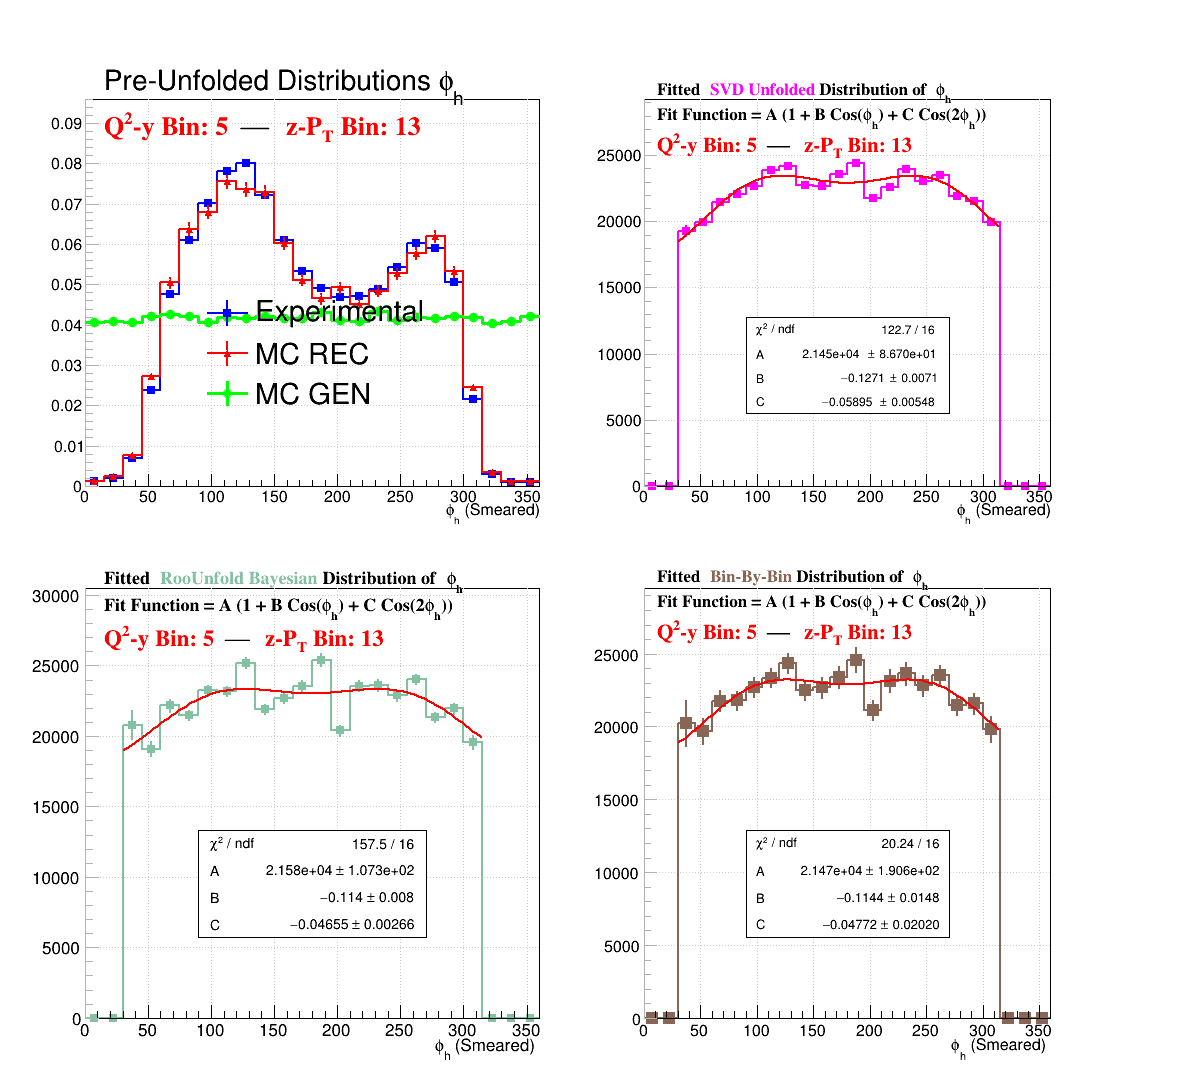 Pre-Unfolded Distributions ϕh
Q²-y Bin: 5 — z-PT Bin: 13
0.09
0.08
0.07
0.06
0.05
0.04
0.03
0.02
0.01
0
Experimental
MC REC
MC GEN
0 50 100 150 200 250 300 350
ϕh (Smeared)
Fitted SVD Unfolded Distribution of ϕh
Fit Function = A (1 + B Cos(ϕh) + C Cos(2ϕh))
Q²-y Bin: 5 — z-PT Bin: 13
25000
20000
15000
10000
5000
0
χ² / ndf 122.7 / 16
A 2.145e+04 ± 8.670e+01
B −0.1271 ± 0.0071
C −0.05895 ± 0.00548
0 50 100 150 200 250 300 350
ϕh (Smeared)
Fitted RooUnfold Bayesian Distribution of ϕh
Fit Function = A (1 + B Cos(ϕh) + C Cos(2ϕh))
Q²-y Bin: 5 — z-PT Bin: 13
30000
25000
20000
15000
10000
5000
0
χ² / ndf 157.5 / 16
A 2.158e+04 ± 1.073e+02
B −0.114 ± 0.008
C −0.04655 ± 0.00266
0 50 100 150 200 250 300 350
ϕh (Smeared)
Fitted Bin-By-Bin Distribution of ϕh
Fit Function = A (1 + B Cos(ϕh) + C Cos(2ϕh))
Q²-y Bin: 5 — z-PT Bin: 13
25000
20000
15000
10000
5000
0
χ² / ndf 20.24 / 16
A 2.147e+04 ± 1.906e+02
B −0.1144 ± 0.0148
C −0.04772 ± 0.02020
0 50 100 150 200 250 300 350
ϕh (Smeared)